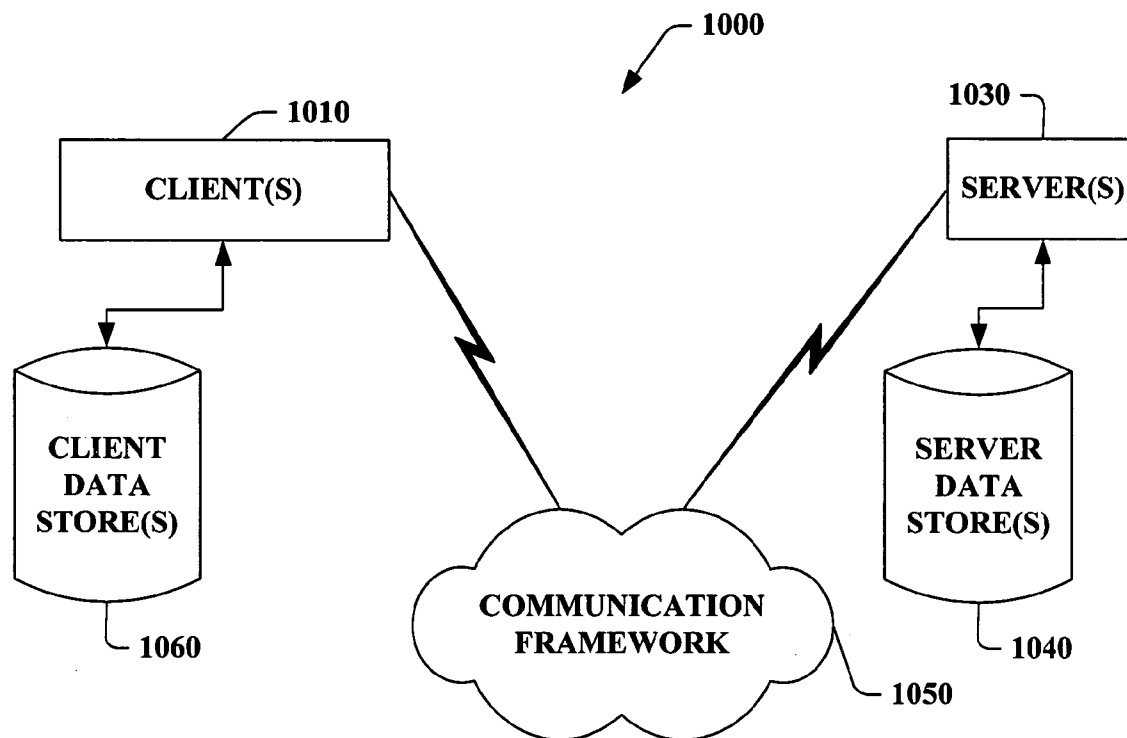 1000
1010
1030
CLIENT(S)
SERVER(S)
CLIENT
DATA
STORE(S)
SERVER
DATA
STORE(S)
COMMUNICATION
FRAMEWORK
1060
1040
1050